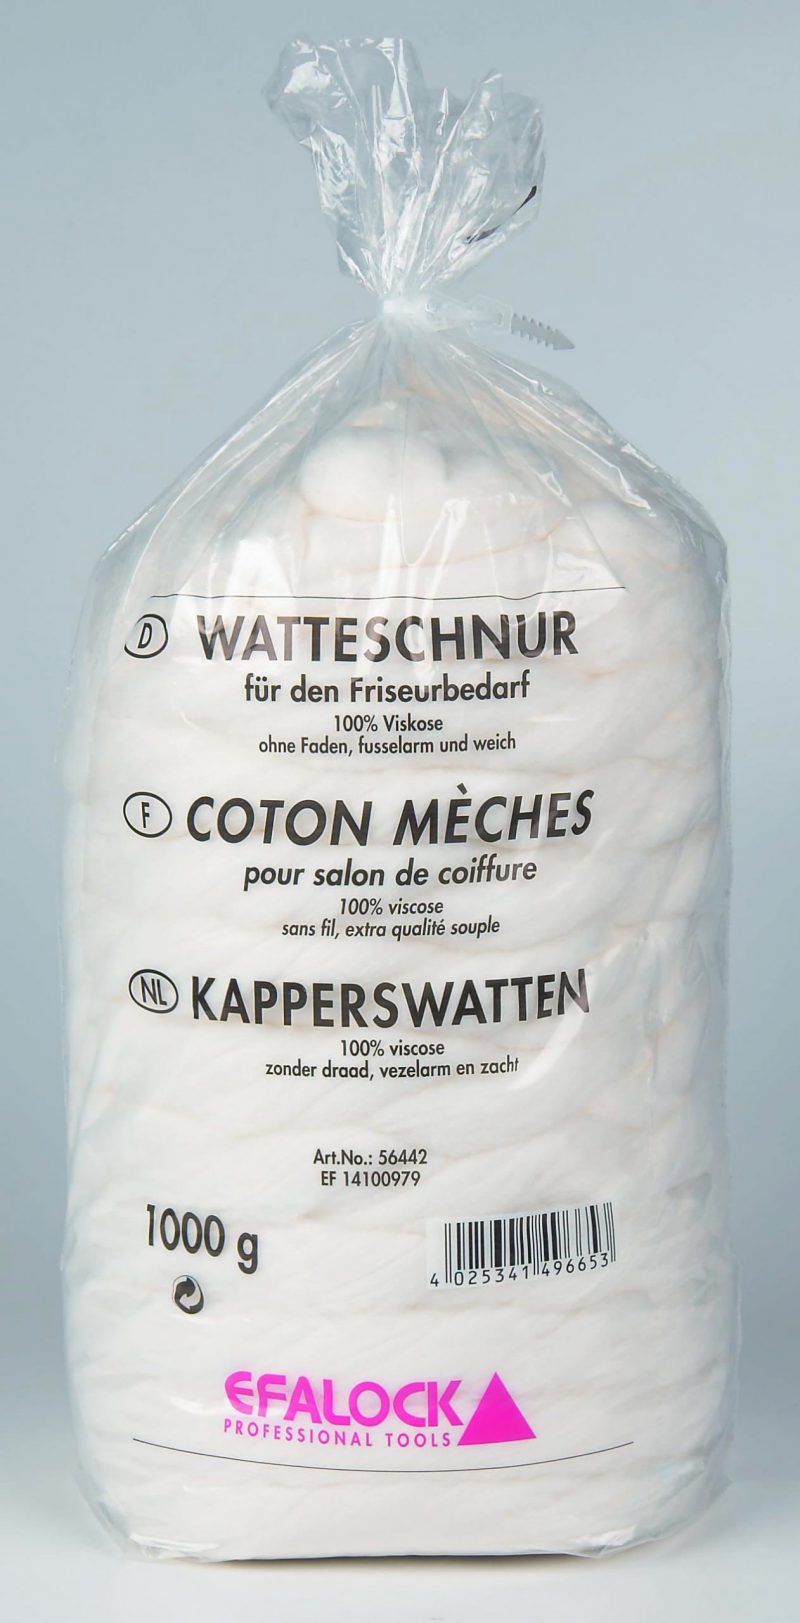 D WATTESCHNUR
für den Friseurbedarf
100% Viskose
ohne Faden, fusselarm und weich
F COTON MÈCHES
pour salon de coiffure
100% viscose
sans fil, extra qualité souple
NL KAPPERSWATTEN
100% viscose
zonder draad, vezelarm en zacht
Art.No.: 56442
EF 14100979
1000 g
4 025341 496653
EFALOCK
PROFESSIONAL TOOLS